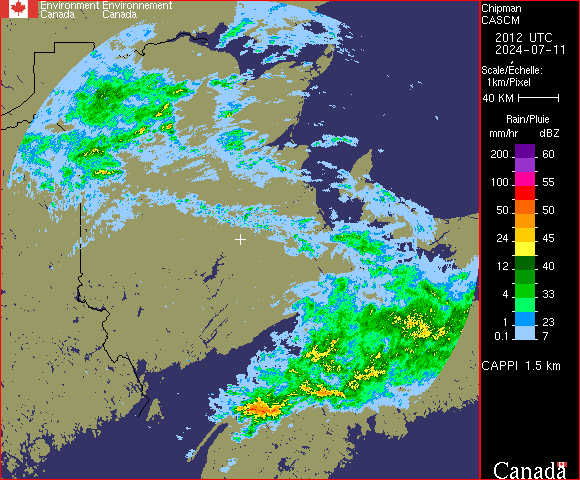 Environment Environnement
Canada Canada
Chipman
CASCM
2012 UTC
2024-07-11
Scale/Échelle:
1km/Pixel
40 KM
Rain/Pluie
mm/hr dBZ
200 60
100 55
50 50
24 45
12 40
4 33
1 23
0.1 7
CAPPI 1.5 km
Canada